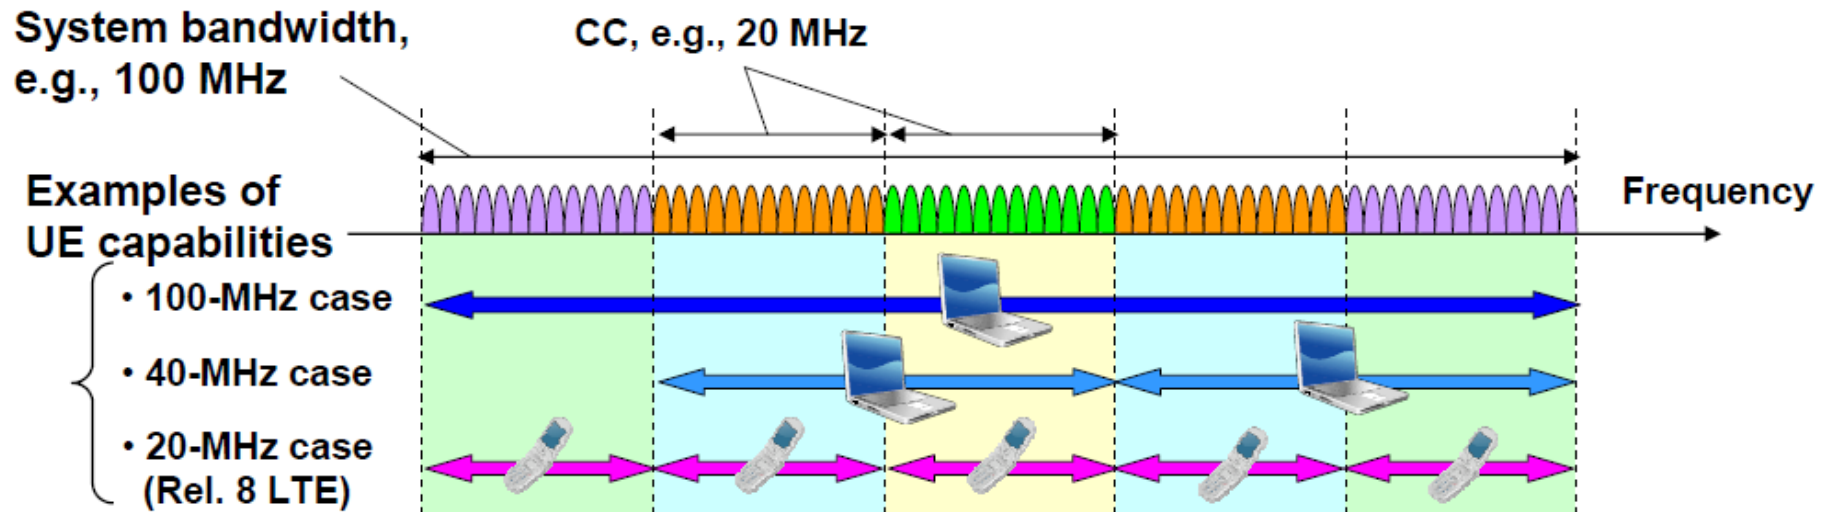 System bandwidth,
e.g., 100 MHz
CC, e.g., 20 MHz
Examples of
UE capabilities
Frequency
• 100-MHz case
• 40-MHz case
• 20-MHz case
(Rel. 8 LTE)